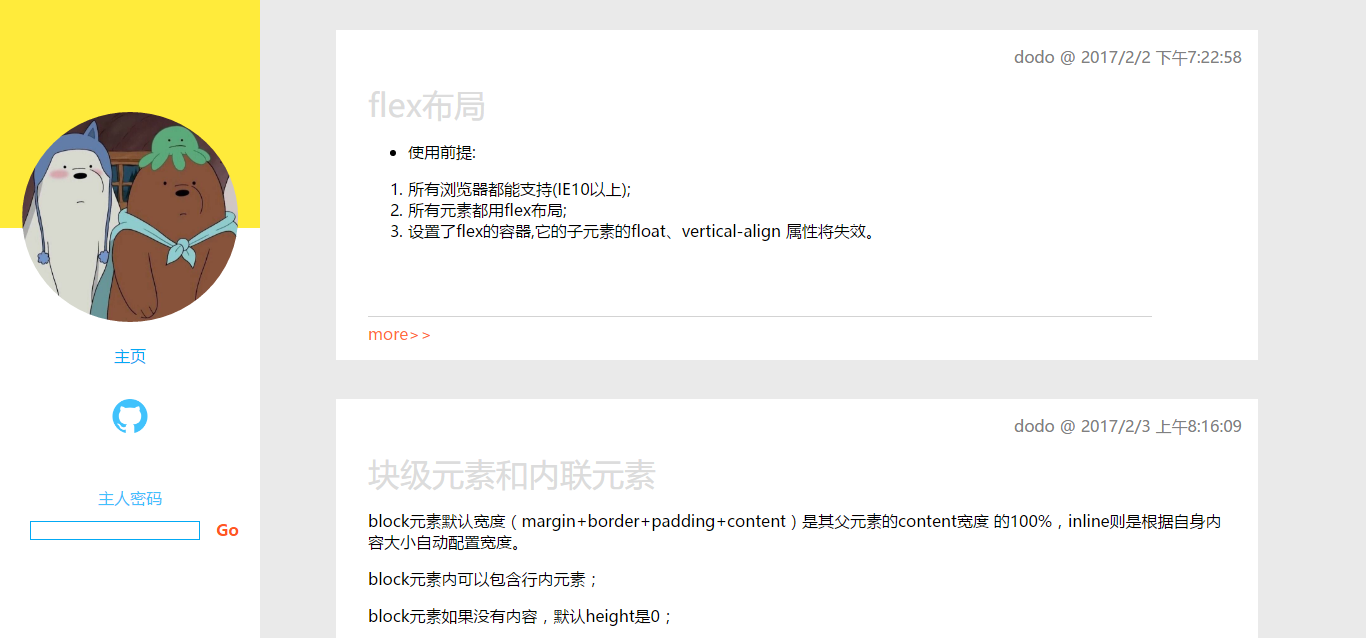 主页
主人密码
Go
dodo @ 2017/2/2 下午7:22:58
flex布局
• 使用前提:
1. 所有浏览器都能支持(IE10以上);
2. 所有元素都用flex布局;
3. 设置了flex的容器,它的子元素的float、vertical-align 属性将失效。
more>>
dodo @ 2017/2/3 上午8:16:09
块级元素和内联元素
block元素默认宽度（margin+border+padding+content）是其父元素的content宽度 的100%，inline则是根据自身内
容大小自动配置宽度。
block元素内可以包含行内元素；
block元素如果没有内容，默认height是0；